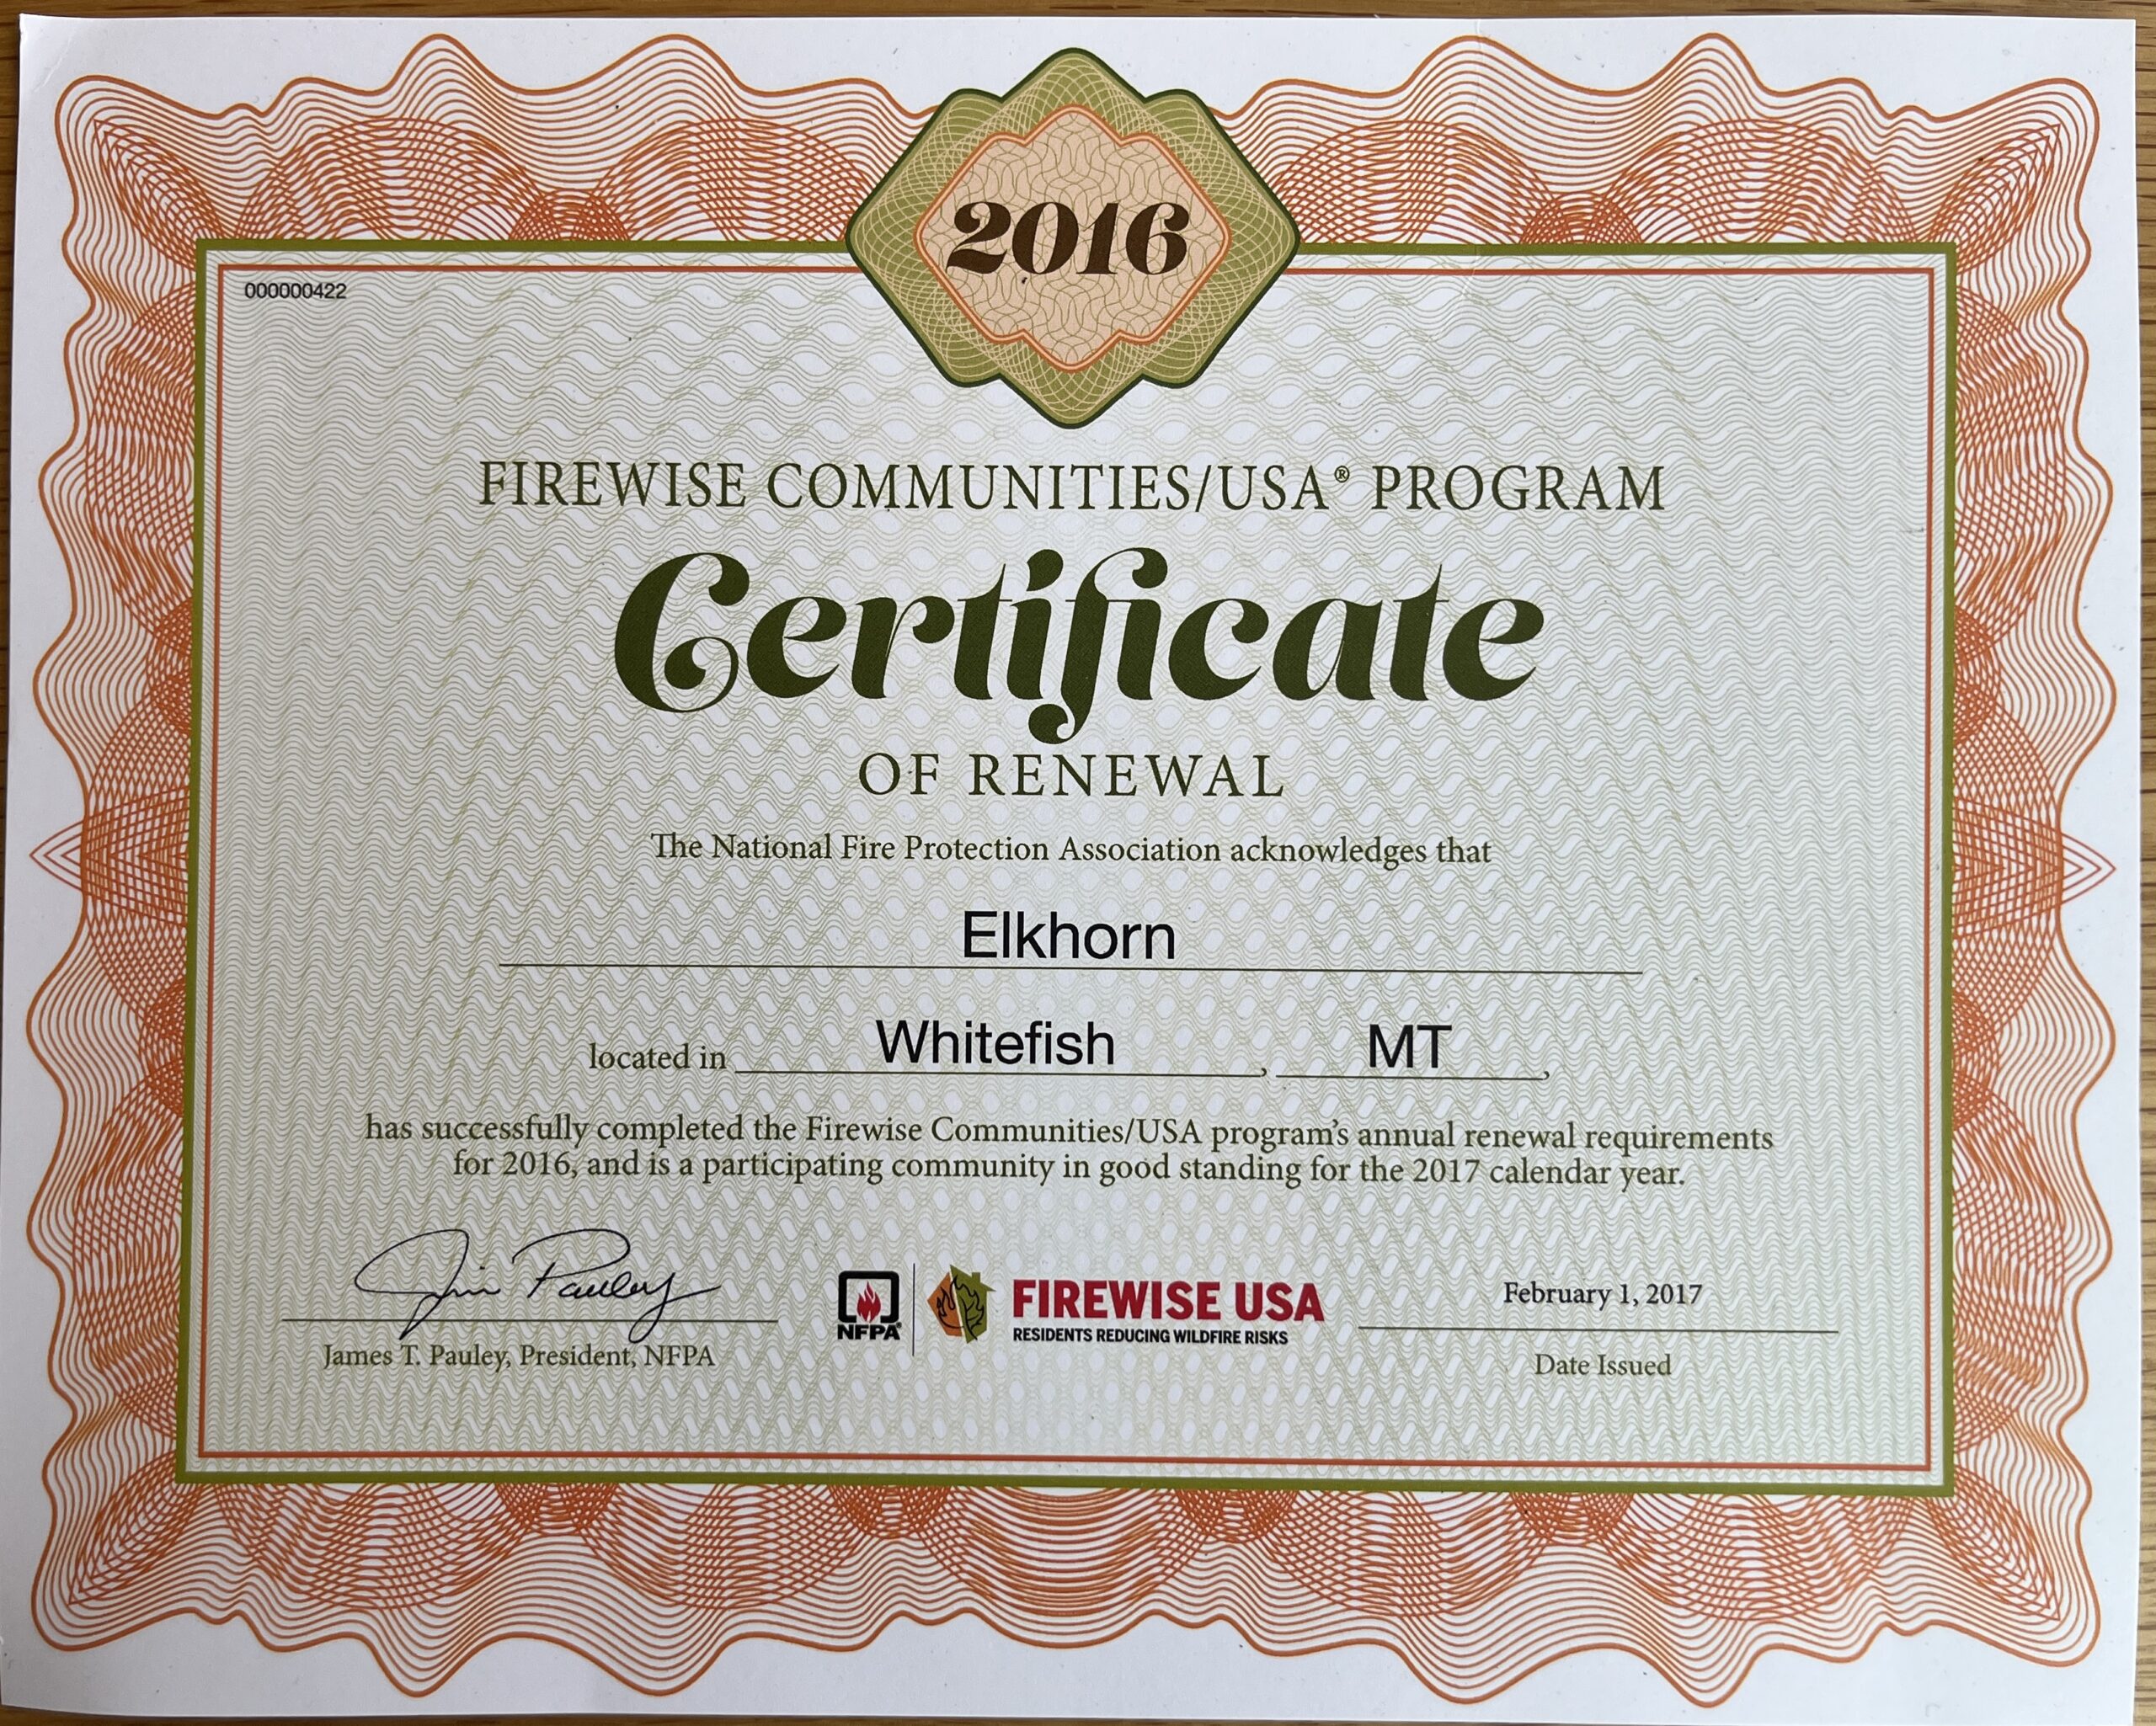 2016
000000422
FIREWISE COMMUNITIES/USA® PROGRAM
Certificate
OF RENEWAL
The National Fire Protection Association acknowledges that
Elkhorn
located in Whitefish, MT,
has successfully completed the Firewise Communities/USA program's annual renewal requirements
for 2016, and is a participating community in good standing for the 2017 calendar year.
Jim Pauley
James T. Pauley, President, NFPA
NFPA®
FIREWISE USA
RESIDENTS REDUCING WILDFIRE RISKS
February 1, 2017
Date Issued